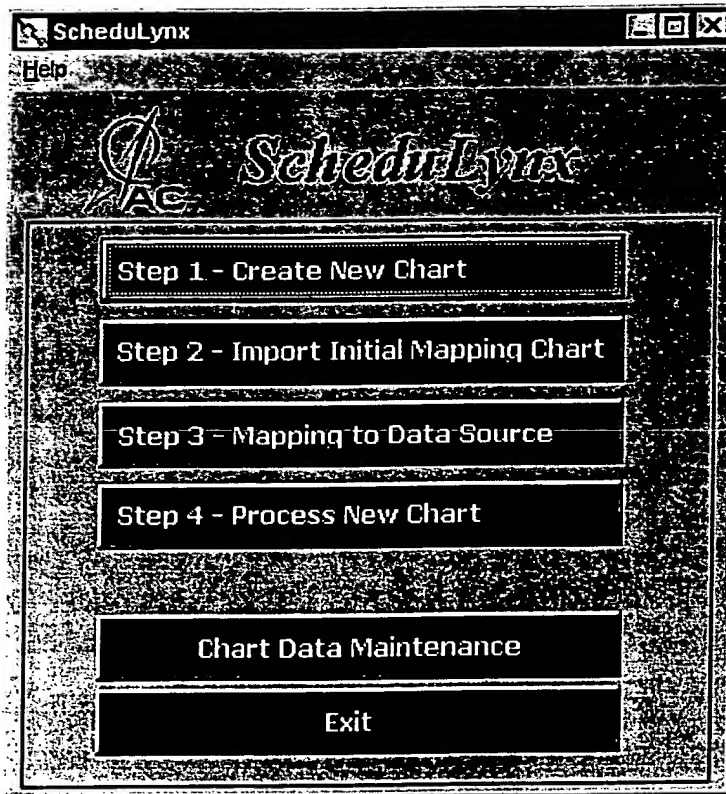 ScheduLynx
Help
AC
ScheduLynx
Step 1 - Create New Chart
Step 2 - Import Initial Mapping Chart
Step 3 - Mapping to Data Source
Step 4 - Process New Chart
Chart Data Maintenance
Exit